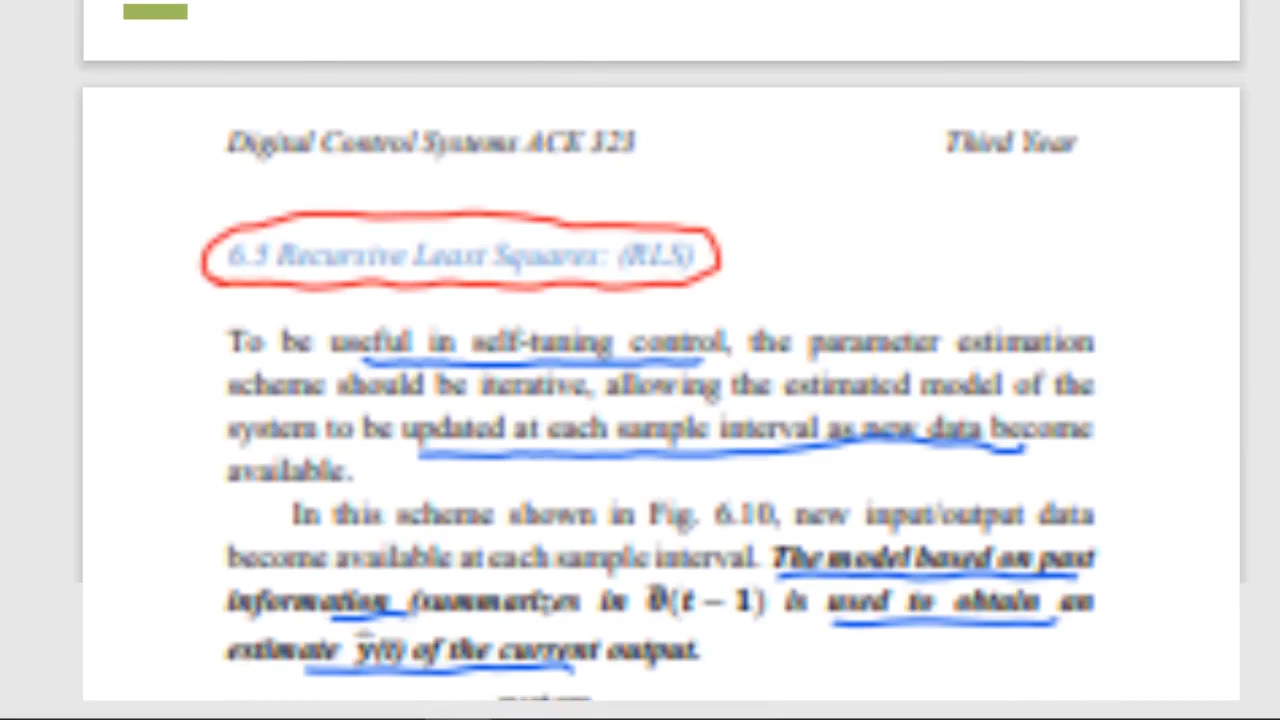 Digital Control Systems ACK 323 Third Year
6.5 Recursive Least Squares: (RLS)
To be useful in self-tuning control, the parameter estimation
scheme should be iterative, allowing the estimated model of the
system to be updated at each sample interval as new data become
available.
In this scheme shown in Fig. 6.10, new input/output data
become available at each sample interval. The model based on past
information (summarizes in θ̂(t − 1) is used to obtain an
estimate ŷ(t) of the current output.